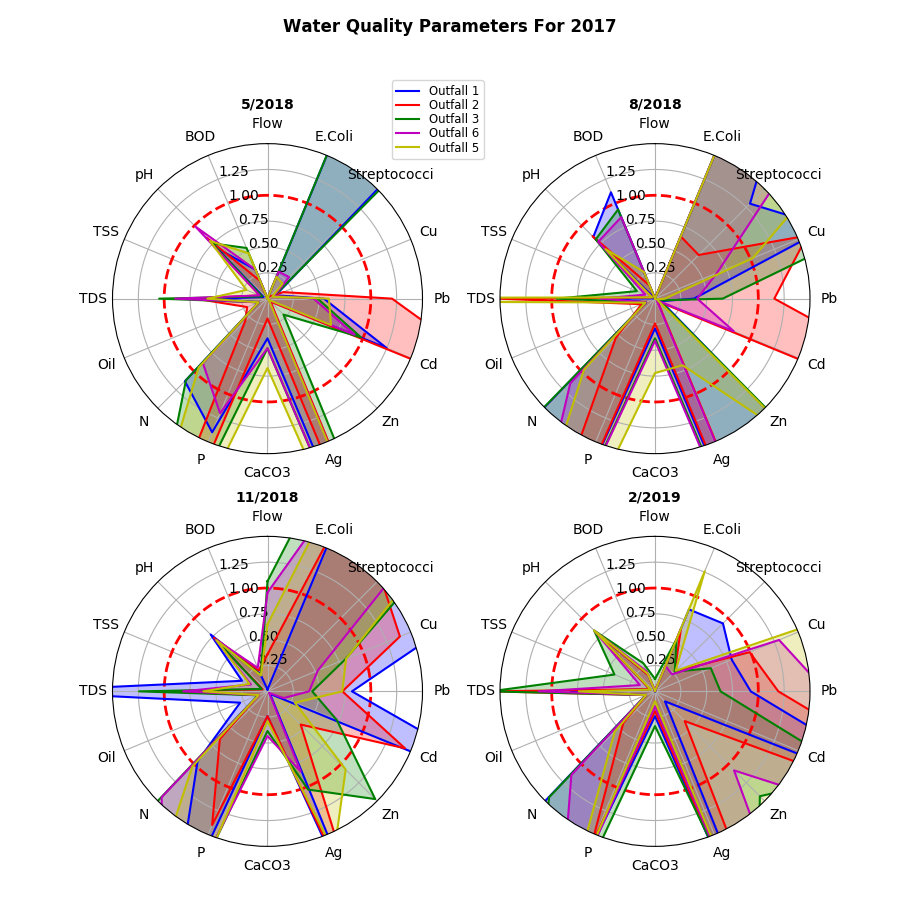 Water Quality Parameters For 2017
Outfall 1
Outfall 2
Outfall 3
Outfall 6
Outfall 5
5/2018
Flow
E.Coli
Streptococci
Cu
Pb
Cd
Zn
Ag
CaCO3
P
N
Oil
TDS
TSS
pH
BOD
0.25
0.50
0.75
1.00
1.25
8/2018
Flow
E.Coli
Streptococci
Cu
Pb
Cd
Zn
Ag
CaCO3
P
N
Oil
TDS
TSS
pH
BOD
0.25
0.50
0.75
1.00
1.25
11/2018
Flow
E.Coli
Streptococci
Cu
Pb
Cd
Zn
Ag
CaCO3
P
N
Oil
TDS
TSS
pH
BOD
0.25
0.50
0.75
1.00
1.25
2/2019
Flow
E.Coli
Streptococci
Cu
Pb
Cd
Zn
Ag
CaCO3
P
N
Oil
TDS
TSS
pH
BOD
0.25
0.50
0.75
1.00
1.25